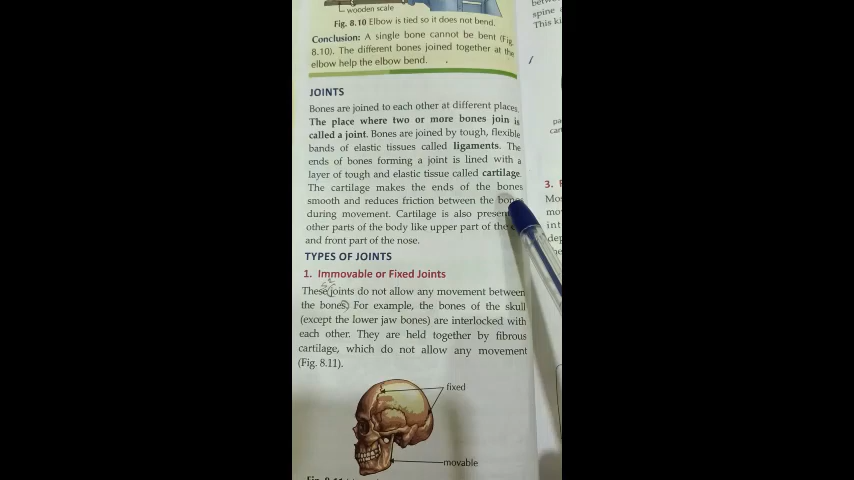 wooden scale
Fig. 8.10 Elbow is tied so it does not bend.
Conclusion: A single bone cannot be bent (Fig.
8.10). The different bones joined together at the
elbow help the elbow bend.
JOINTS
Bones are joined to each other at different places.
The place where two or more bones join is
called a joint. Bones are joined by tough, flexible
bands of elastic tissues called ligaments. The
ends of bones forming a joint is lined with a
layer of tough and elastic tissue called cartilage.
The cartilage makes the ends of the bones
smooth and reduces friction between the bones
during movement. Cartilage is also present
other parts of the body like upper part of the
and front part of the nose.
TYPES OF JOINTS
1. Immovable or Fixed Joints
These joints do not allow any movement between
the bones. For example, the bones of the skull
(except the lower jaw bones) are interlocked with
each other. They are held together by fibrous
cartilage, which do not allow any movement
(Fig. 8.11).
fixed
movable
spine
This
3.